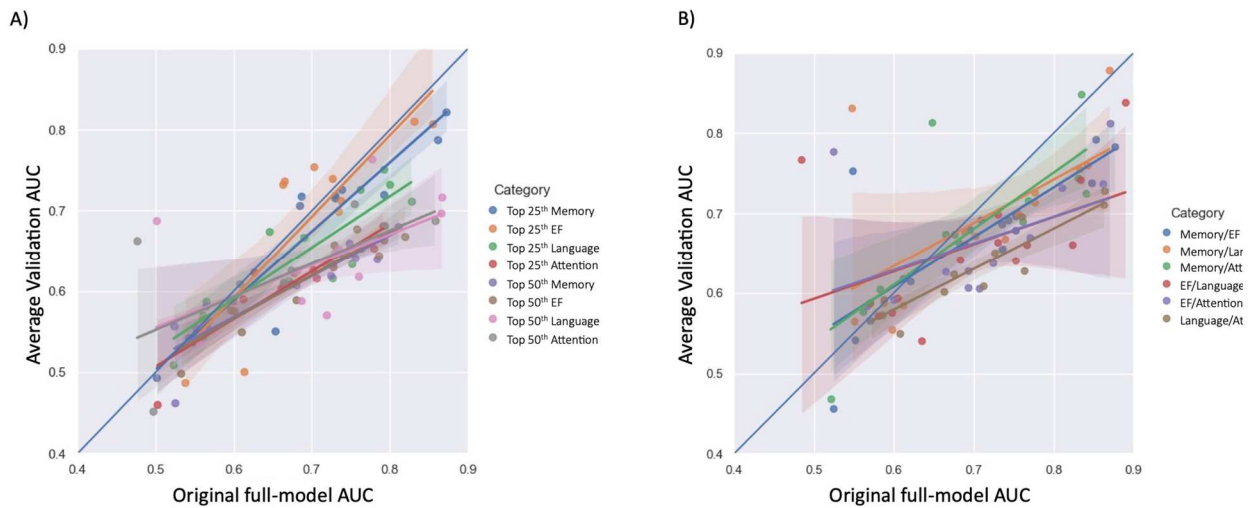 A)
Average Validation AUC
0.9
0.8
0.7
0.6
0.5
0.4
0.4 0.5 0.6 0.7 0.8 0.9
Original full-model AUC
Category
Top 25th Memory
Top 25th EF
Top 25th Language
Top 25th Attention
Top 50th Memory
Top 50th EF
Top 50th Language
Top 50th Attention
B)
Average Validation AUC
0.9
0.8
0.7
0.6
0.5
0.4
0.4 0.5 0.6 0.7 0.8 0.9
Original full-model AUC
Category
Memory/EF
Memory/Lar
Memory/Att
EF/Language
EF/Attention
Language/At